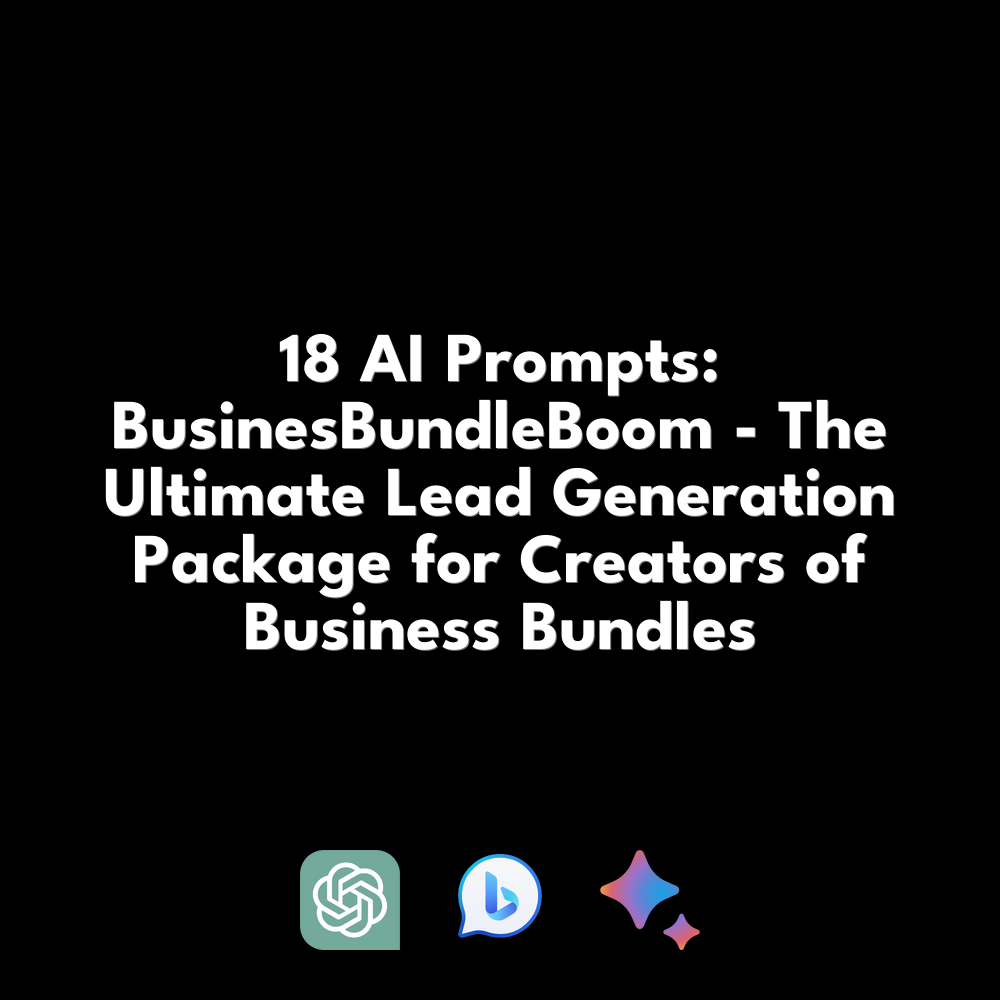 18 AI Prompts:
BusinesBundleBoom - The
Ultimate Lead Generation
Package for Creators of
Business Bundles